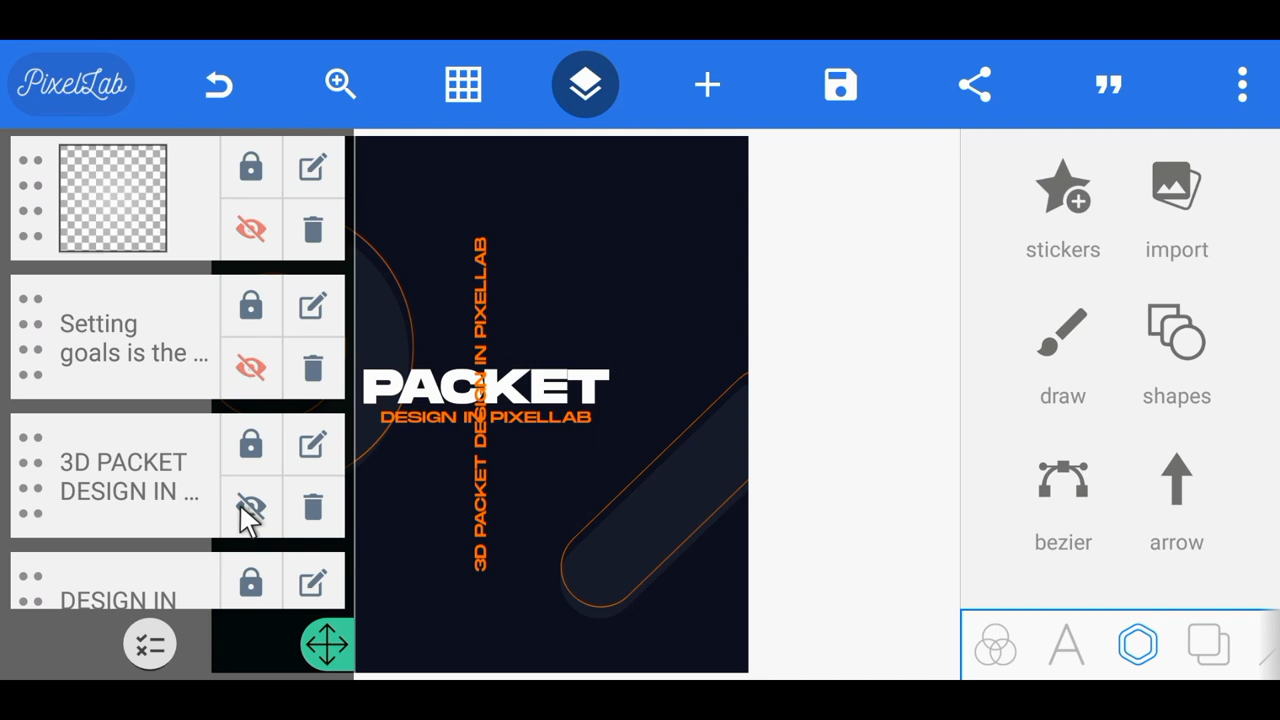 PixelLab
Setting
goals is the ...
3D PACKET
DESIGN IN ...
DESIGN IN
PACKET
DESIGN IN PIXELLAB
3D PACKET DESIGN IN PIXELLAB
stickers
import
draw
shapes
bezier
arrow